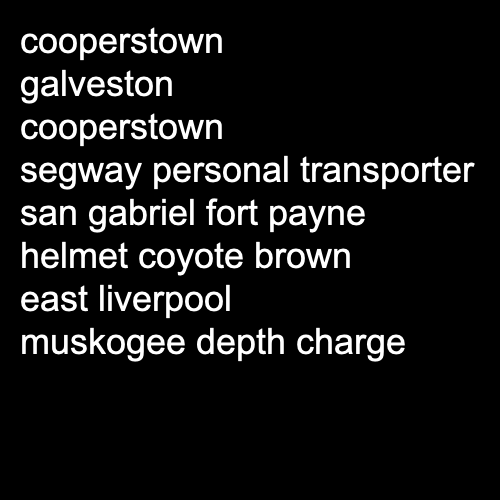 cooperstown
galveston
cooperstown
segway personal transporter
san gabriel fort payne
helmet coyote brown
east liverpool
muskogee depth charge